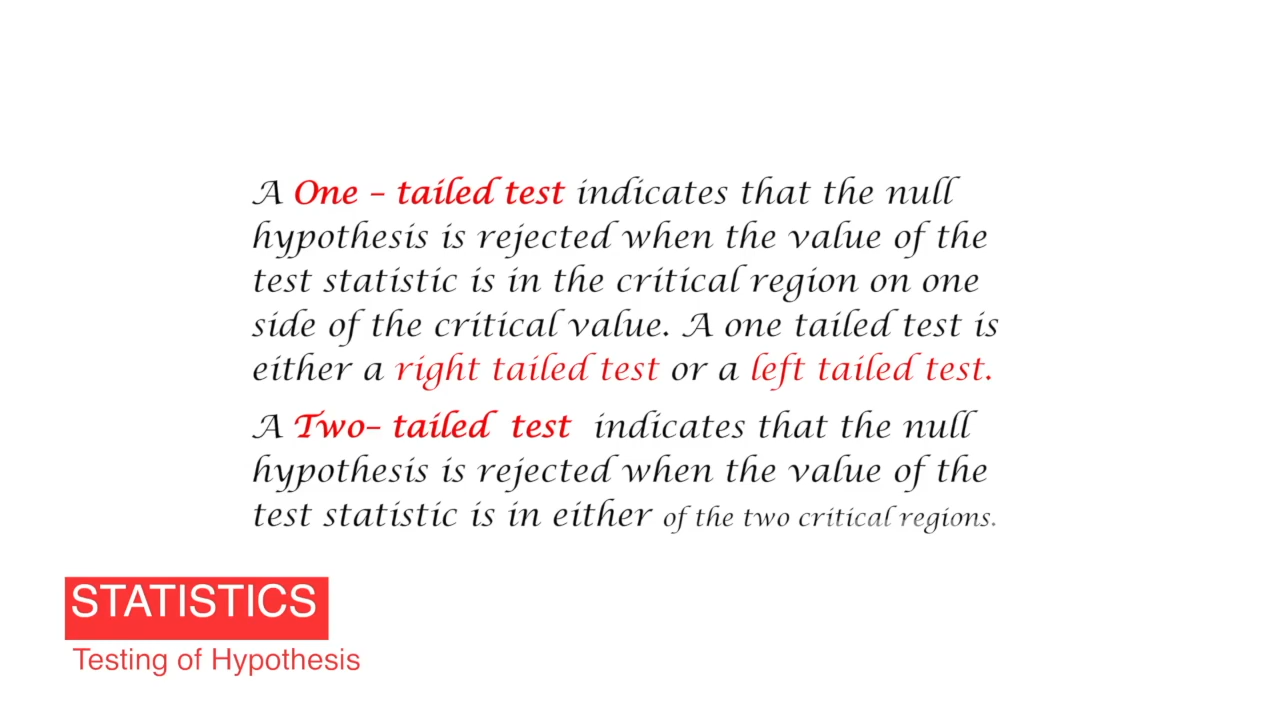 A One – tailed test indicates that the null
hypothesis is rejected when the value of the
test statistic is in the critical region on one
side of the critical value. A one tailed test is
either a right tailed test or a left tailed test.
A Two– tailed test indicates that the null
hypothesis is rejected when the value of the
test statistic is in either of the two critical regions.
STATISTICS
Testing of Hypothesis